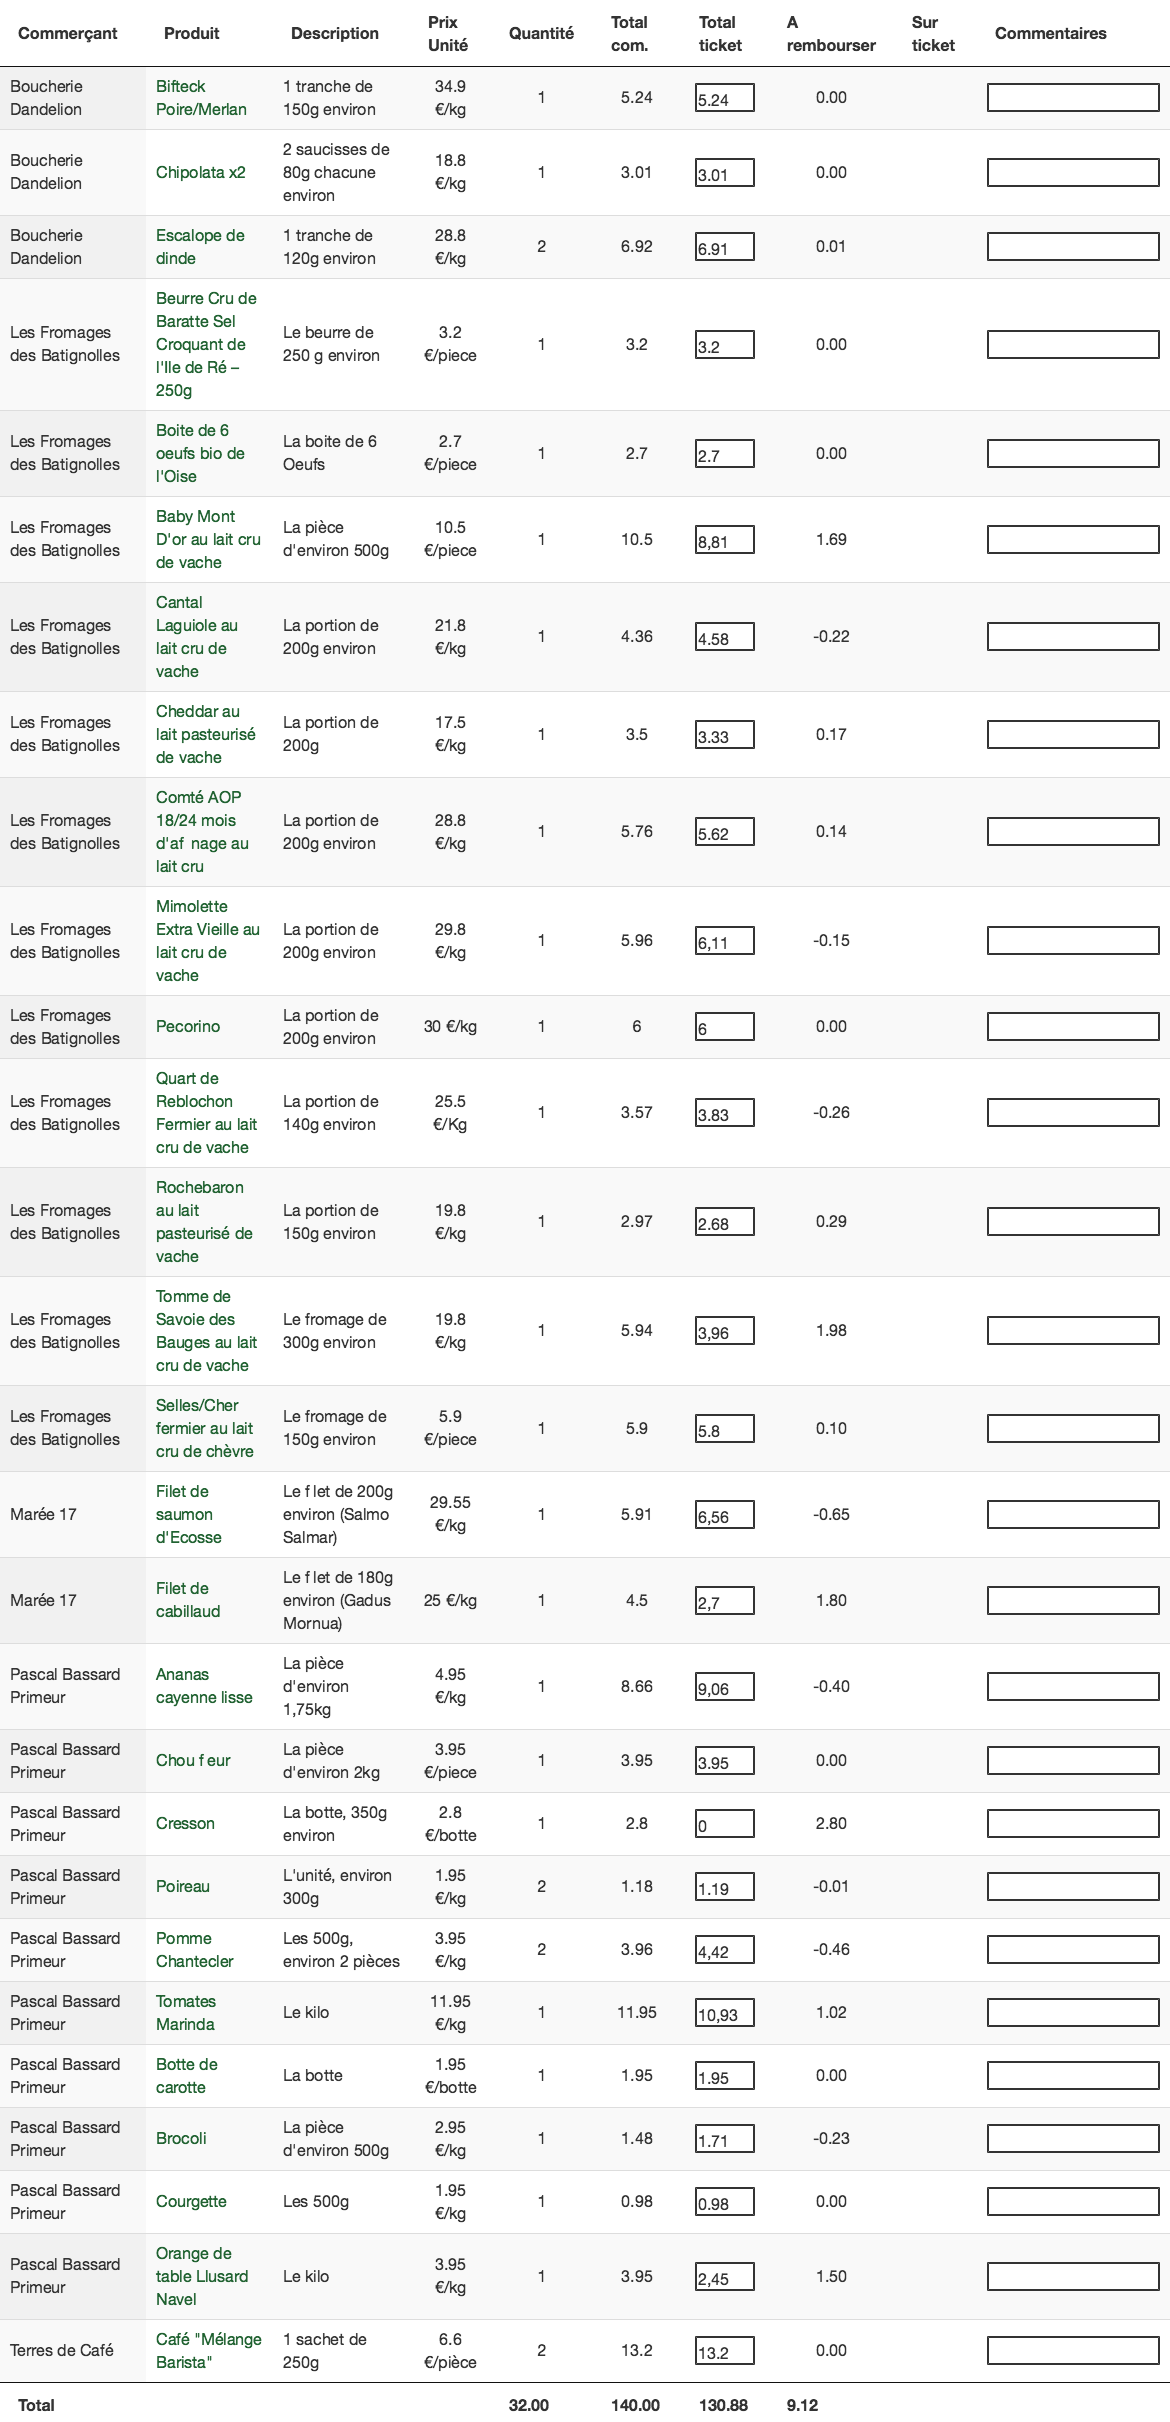 Commerçant Produit Description Prix Unité Quantité Total com. Total ticket A rembourser Sur ticket Commentaires
Boucherie Dandelion Bifteck Poire/Merlan 1 tranche de 150g environ 34.9 €/kg 1 5.24 5.24 0.00
Boucherie Dandelion Chipolata x2 2 saucisses de 80g chacune environ 18.8 €/kg 1 3.01 3.01 0.00
Boucherie Dandelion Escalope de dinde 1 tranche de 120g environ 28.8 €/kg 2 6.92 6.91 0.01
Les Fromages des Batignolles Beurre Cru de Baratte Sel Croquant de l'Ile de Ré – 250g Le beurre de 250 g environ 3.2 €/piece 1 3.2 3.2 0.00
Les Fromages des Batignolles Boite de 6 oeufs bio de l'Oise La boite de 6 Oeufs 2.7 €/piece 1 2.7 2.7 0.00
Les Fromages des Batignolles Baby Mont D'or au lait cru de vache La pièce d'environ 500g 10.5 €/piece 1 10.5 8,81 1.69
Les Fromages des Batignolles Cantal Laguiole au lait cru de vache La portion de 200g environ 21.8 €/kg 1 4.36 4.58 -0.22
Les Fromages des Batignolles Cheddar au lait pasteurisé de vache La portion de 200g 17.5 €/kg 1 3.5 3.33 0.17
Les Fromages des Batignolles Comté AOP 18/24 mois d'af nage au lait cru La portion de 200g environ 28.8 €/kg 1 5.76 5.62 0.14
Les Fromages des Batignolles Mimolette Extra Vieille au lait cru de vache La portion de 200g environ 29.8 €/kg 1 5.96 6,11 -0.15
Les Fromages des Batignolles Pecorino La portion de 200g environ 30 €/kg 1 6 6 0.00
Les Fromages des Batignolles Quart de Reblochon Fermier au lait cru de vache La portion de 140g environ 25.5 €/Kg 1 3.57 3.83 -0.26
Les Fromages des Batignolles Rochebaron au lait pasteurisé de vache La portion de 150g environ 19.8 €/kg 1 2.97 2.68 0.29
Les Fromages des Batignolles Tomme de Savoie des Bauges au lait cru de vache Le fromage de 300g environ 19.8 €/kg 1 5.94 3,96 1.98
Les Fromages des Batignolles Selles/Cher fermier au lait cru de chèvre Le fromage de 150g environ 5.9 €/piece 1 5.9 5.8 0.10
Marée 17 Filet de saumon d'Ecosse Le f let de 200g environ (Salmo Salmar) 29.55 €/kg 1 5.91 6,56 -0.65
Marée 17 Filet de cabillaud Le f let de 180g environ (Gadus Mornua) 25 €/kg 1 4.5 2,7 1.80
Pascal Bassard Primeur Ananas cayenne lisse La pièce d'environ 1,75kg 4.95 €/kg 1 8.66 9,06 -0.40
Pascal Bassard Primeur Chou f eur La pièce d'environ 2kg 3.95 €/piece 1 3.95 3.95 0.00
Pascal Bassard Primeur Cresson La botte, 350g environ 2.8 €/botte 1 2.8 0 2.80
Pascal Bassard Primeur Poireau L'unité, environ 300g 1.95 €/kg 2 1.18 1.19 -0.01
Pascal Bassard Primeur Pomme Chantecler Les 500g, environ 2 pièces 3.95 €/kg 2 3.96 4,42 -0.46
Pascal Bassard Primeur Tomates Marinda Le kilo 11.95 €/kg 1 11.95 10,93 1.02
Pascal Bassard Primeur Botte de carotte La botte 1.95 €/botte 1 1.95 1.95 0.00
Pascal Bassard Primeur Brocoli La pièce d'environ 500g 2.95 €/kg 1 1.48 1.71 -0.23
Pascal Bassard Primeur Courgette Les 500g 1.95 €/kg 1 0.98 0.98 0.00
Pascal Bassard Primeur Orange de table Llusard Navel Le kilo 3.95 €/kg 1 3.95 2,45 1.50
Terres de Café Café "Mélange Barista" 1 sachet de 250g 6.6 €/pièce 2 13.2 13.2 0.00
Total 32.00 140.00 130.88 9.12